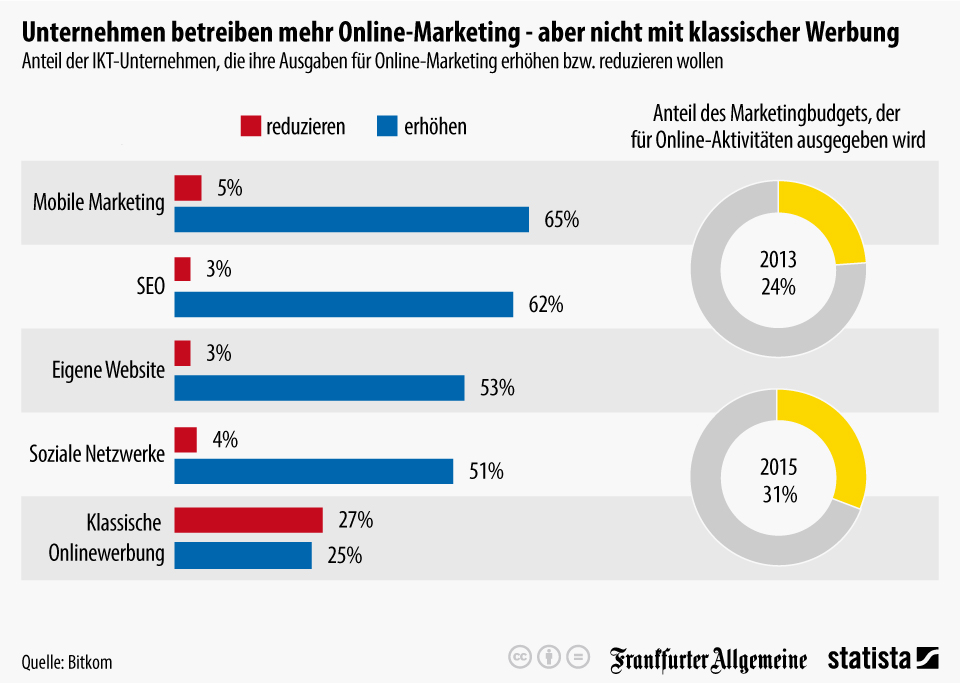 Unternehmen betreiben mehr Online-Marketing - aber nicht mit klassischer Werbung
Anteil der IKT-Unternehmen, die ihre Ausgaben für Online-Marketing erhöhen bzw. reduzieren wollen
reduzieren
erhöhen
Mobile Marketing
5%
65%
SEO
3%
62%
Eigene Website
3%
53%
Soziale Netzwerke
4%
51%
Klassische
Onlinewerbung
27%
25%
Anteil des Marketingbudgets, der
für Online-Aktivitäten ausgegeben wird
2013
24%
2015
31%
Quelle: Bitkom
cc
Frankfurter Allgemeine
statista